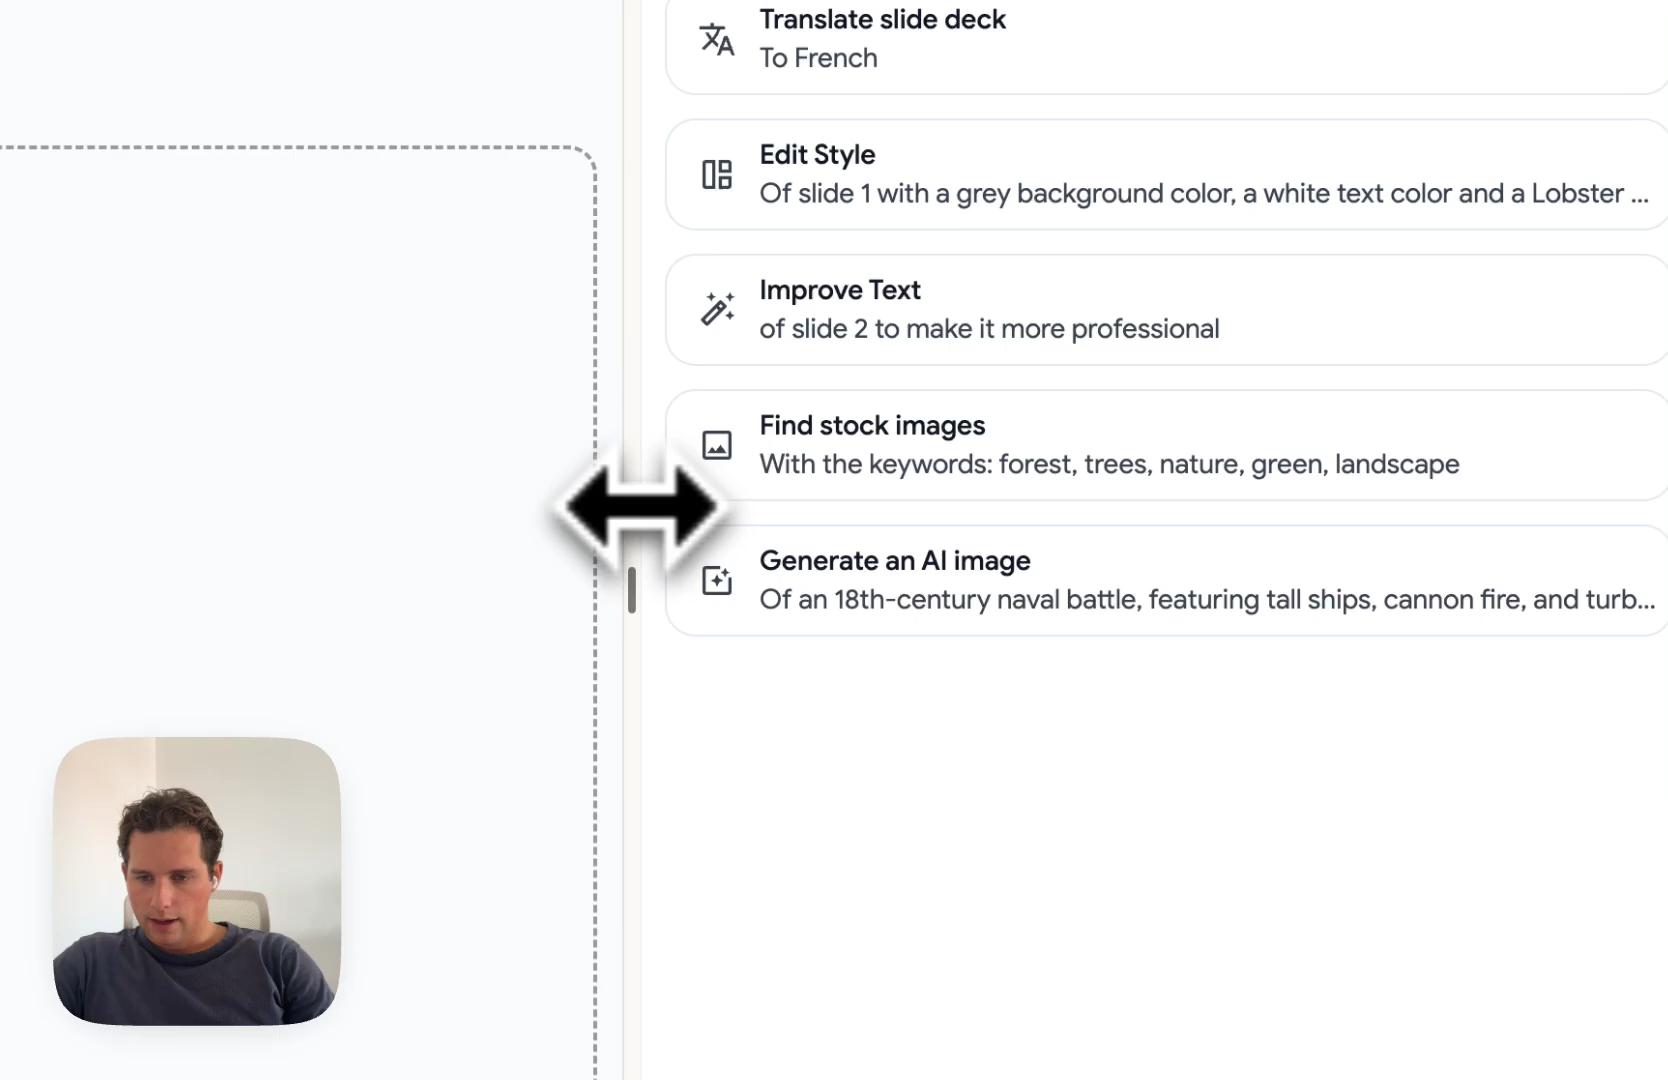 Translate slide deck
To French
Edit Style
Of slide 1 with a grey background color, a white text color and a Lobster ...
Improve Text
of slide 2 to make it more professional
Find stock images
With the keywords: forest, trees, nature, green, landscape
Generate an AI image
Of an 18th-century naval battle, featuring tall ships, cannon fire, and turb...